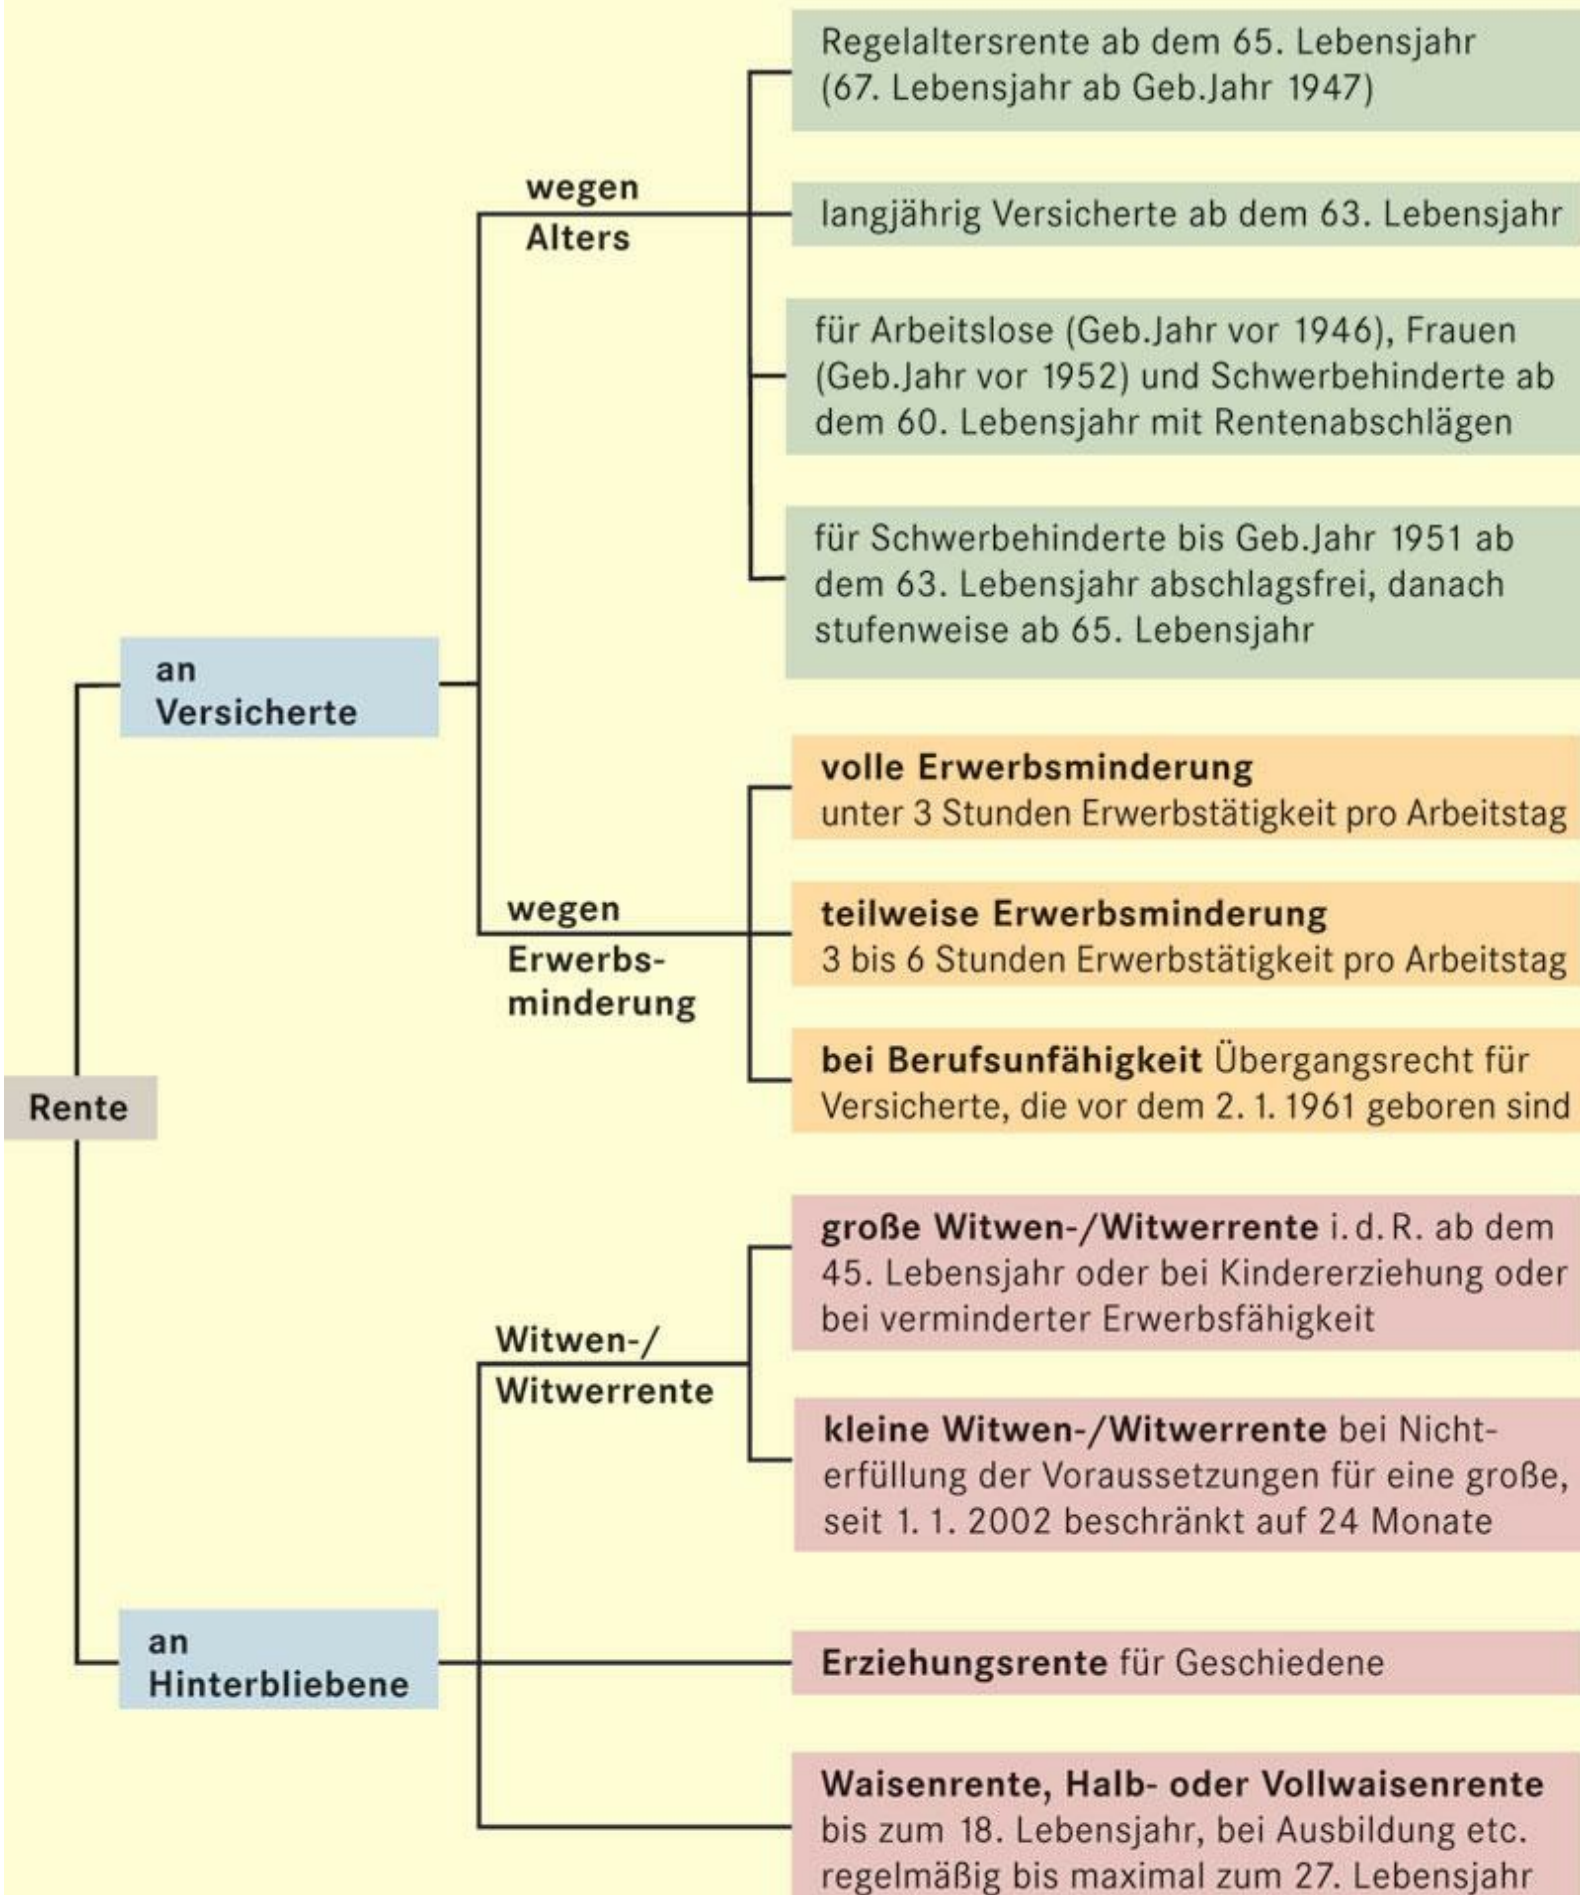 Regelaltersrente ab dem 65. Lebensjahr
(67. Lebensjahr ab Geb.Jahr 1947)
wegen
Alters
langjährig Versicherte ab dem 63. Lebensjahr
für Arbeitslose (Geb.Jahr vor 1946), Frauen
(Geb.Jahr vor 1952) und Schwerbehinderte ab
dem 60. Lebensjahr mit Rentenabschlägen
für Schwerbehinderte bis Geb.Jahr 1951 ab
dem 63. Lebensjahr abschlagsfrei, danach
stufenweise ab 65. Lebensjahr
an
Versicherte
volle Erwerbsminderung
unter 3 Stunden Erwerbstätigkeit pro Arbeitstag
wegen
Erwerbs-
minderung
teilweise Erwerbsminderung
3 bis 6 Stunden Erwerbstätigkeit pro Arbeitstag
bei Berufsunfähigkeit Übergangsrecht für
Versicherte, die vor dem 2. 1. 1961 geboren sind
Rente
große Witwen-/Witwerrente i. d. R. ab dem
45. Lebensjahr oder bei Kindererziehung oder
bei verminderter Erwerbsfähigkeit
Witwen-/
Witwerrente
kleine Witwen-/Witwerrente bei Nicht-
erfüllung der Voraussetzungen für eine große,
seit 1. 1. 2002 beschränkt auf 24 Monate
an
Hinterbliebene
Erziehungsrente für Geschiedene
Waisenrente, Halb- oder Vollwaisenrente
bis zum 18. Lebensjahr, bei Ausbildung etc.
regelmäßig bis maximal zum 27. Lebensjahr